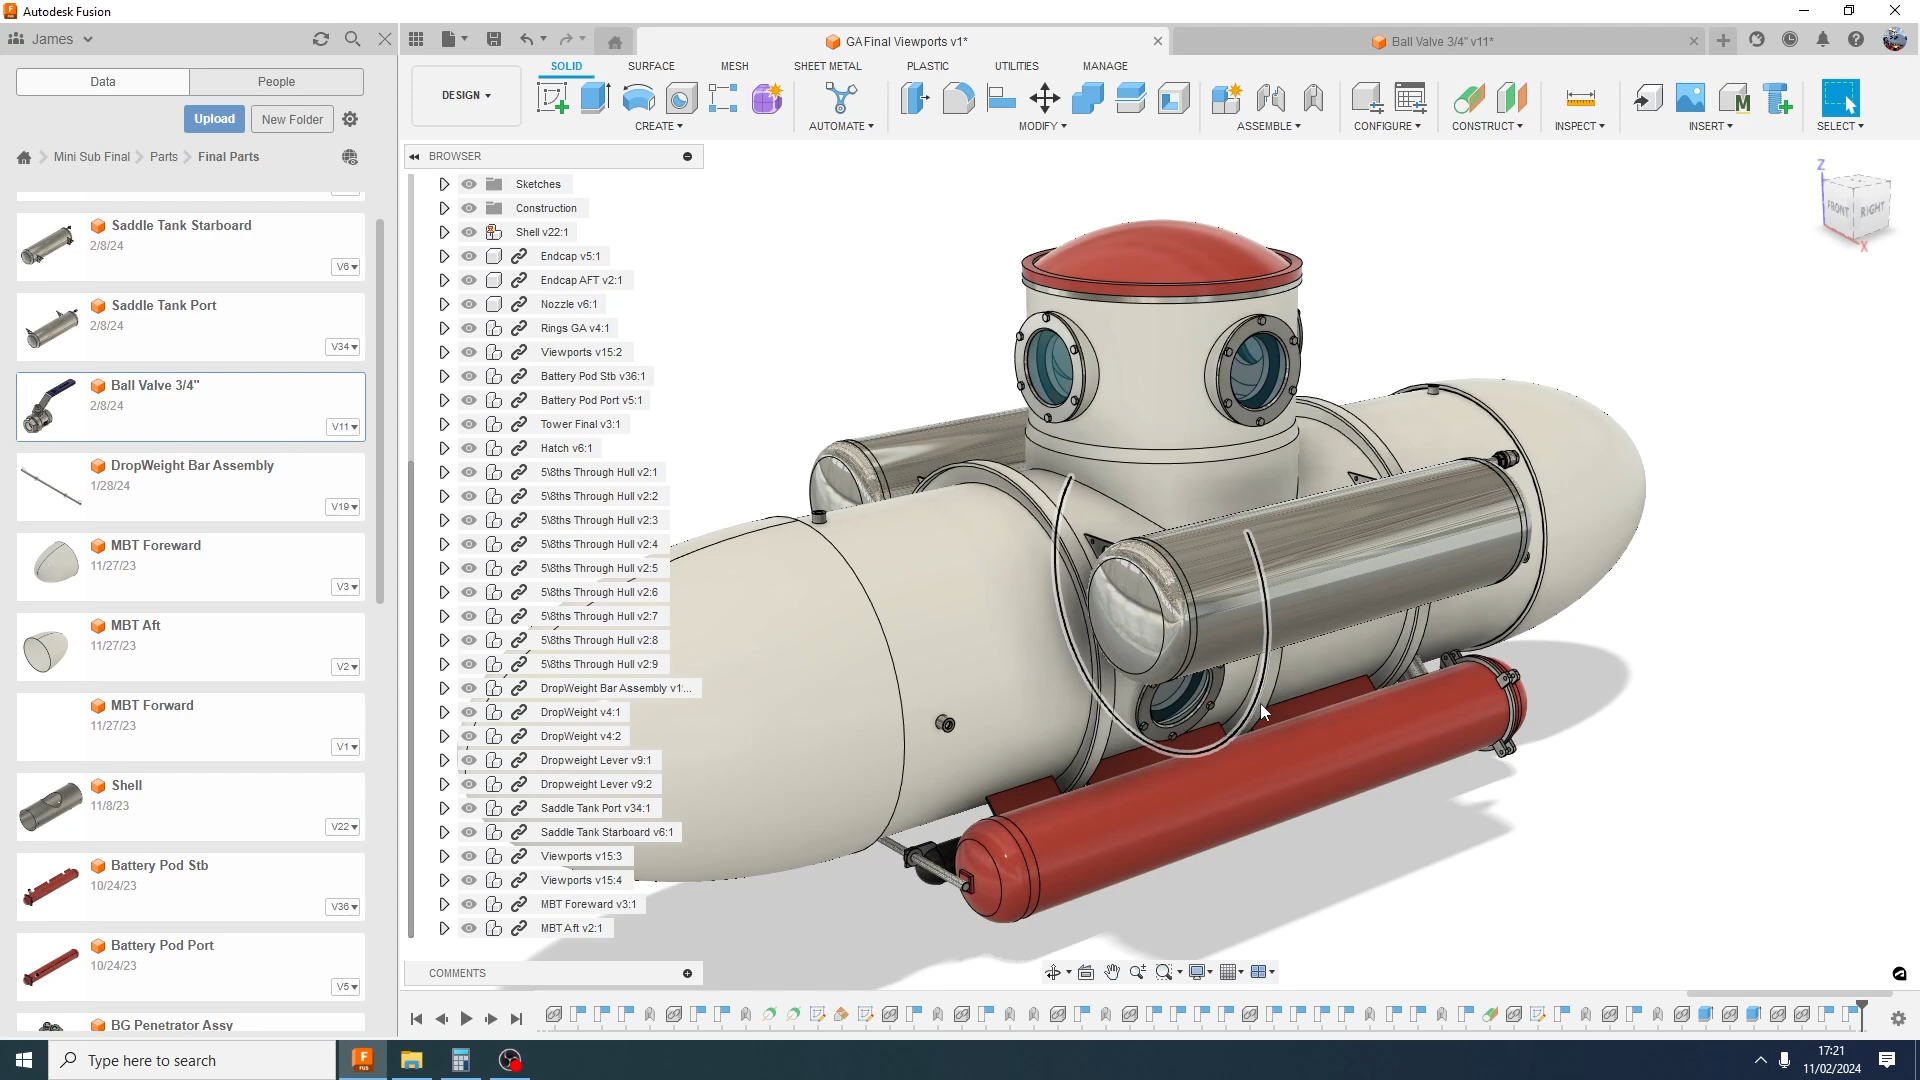 Autodesk Fusion
James
GA Final Viewports v1*
Ball Valve 3/4" v11*
Data
People
Upload
New Folder
Mini Sub Final
Parts
Final Parts
DESIGN
SOLID
SURFACE
MESH
SHEET METAL
PLASTIC
UTILITIES
MANAGE
CREATE
AUTOMATE
MODIFY
ASSEMBLE
CONFIGURE
CONSTRUCT
INSPECT
INSERT
SELECT
M
Saddle Tank Starboard
2/8/24
V6
Saddle Tank Port
2/8/24
V34
Ball Valve 3/4"
2/8/24
V11
DropWeight Bar Assembly
1/28/24
V19
MBT Foreward
11/27/23
V3
MBT Aft
11/27/23
V2
MBT Forward
11/27/23
V1
Shell
11/8/23
V22
Battery Pod Stb
10/24/23
V36
Battery Pod Port
10/24/23
V5
BG Penetrator Assy
BROWSER
Sketches
Construction
Shell v22:1
Endcap v5:1
Endcap AFT v2:1
Nozzle v6:1
Rings GA v4:1
Viewports v15:2
Battery Pod Stb v36:1
Battery Pod Port v5:1
Tower Final v3:1
Hatch v6:1
5\8ths Through Hull v2:1
5\8ths Through Hull v2:2
5\8ths Through Hull v2:3
5\8ths Through Hull v2:4
5\8ths Through Hull v2:5
5\8ths Through Hull v2:6
5\8ths Through Hull v2:7
5\8ths Through Hull v2:8
5\8ths Through Hull v2:9
DropWeight Bar Assembly v1:...
DropWeight v4:1
DropWeight v4:2
Dropweight Lever v9:1
Dropweight Lever v9:2
Saddle Tank Port v34:1
Saddle Tank Starboard v6:1
Viewports v15:3
Viewports v15:4
MBT Foreward v3:1
MBT Aft v2:1
COMMENTS
Z
FRONT
RIGHT
X
Type here to search
F
FUS
17:21
11/02/2024